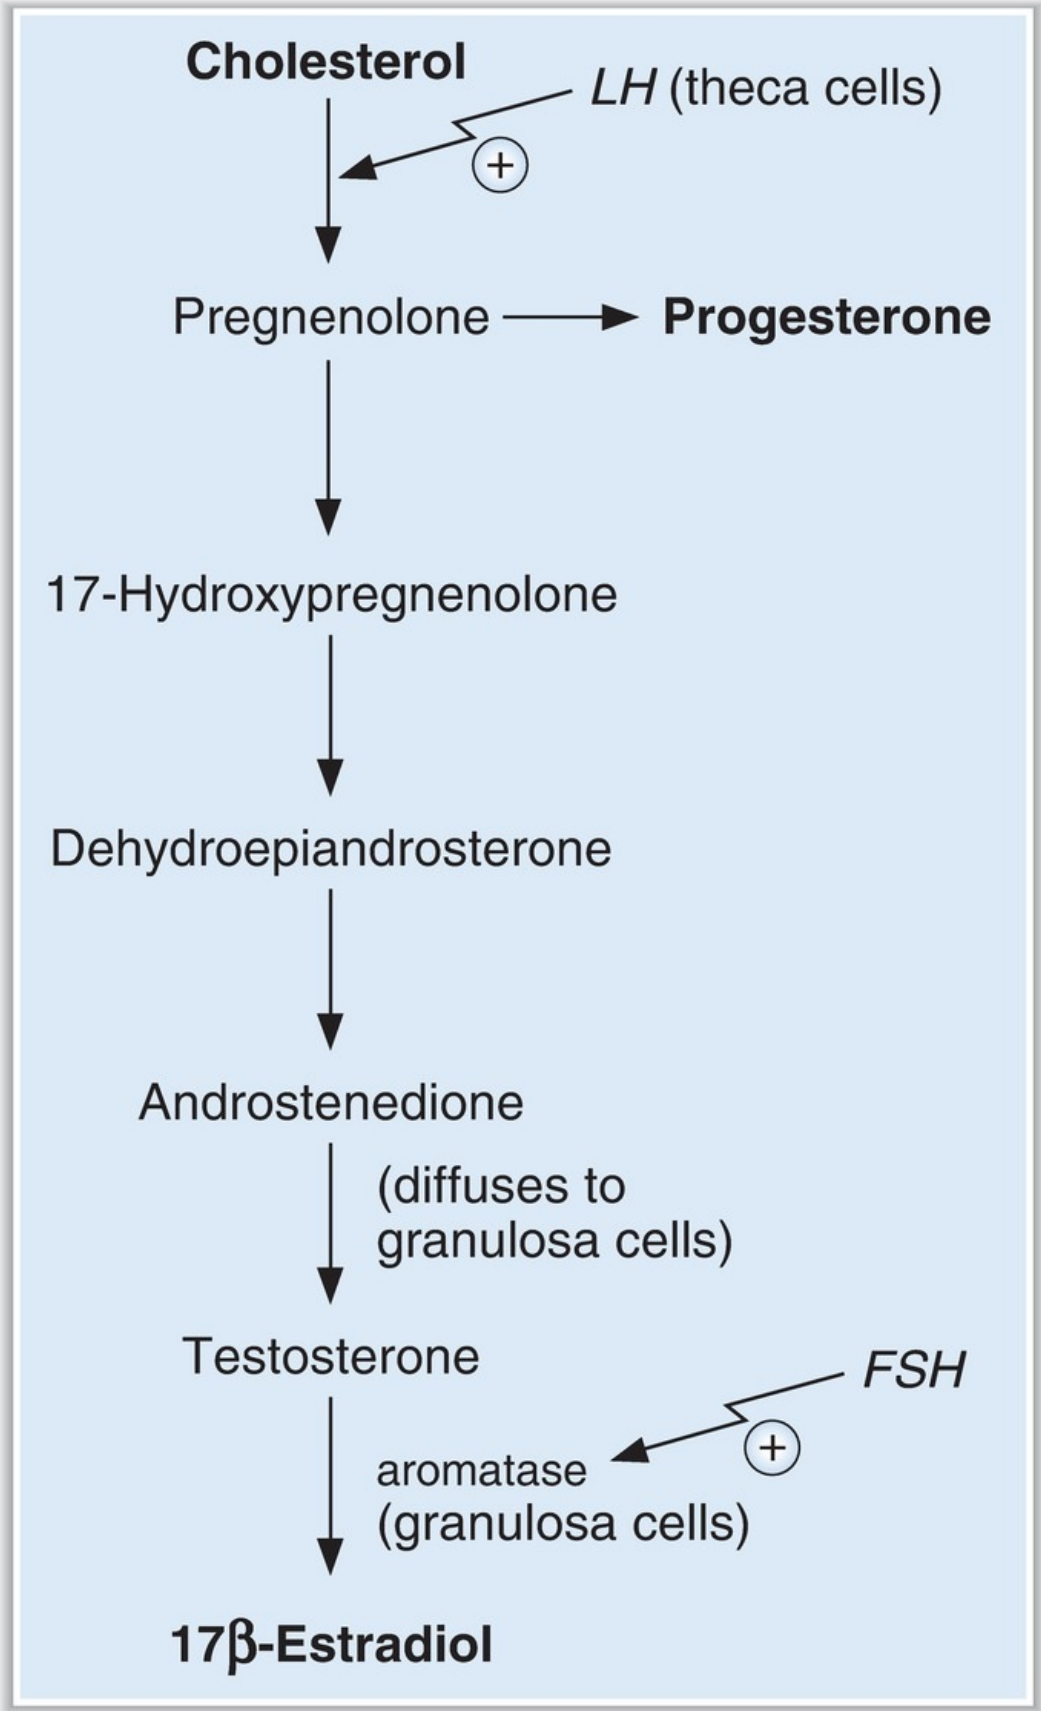 Cholesterol
LH (theca cells)
+
Pregnenolone
Progesterone
17-Hydroxypregnenolone
Dehydroepiandrosterone
Androstenedione
(diffuses to
granulosa cells)
Testosterone
FSH
+
aromatase
(granulosa cells)
17β-Estradiol